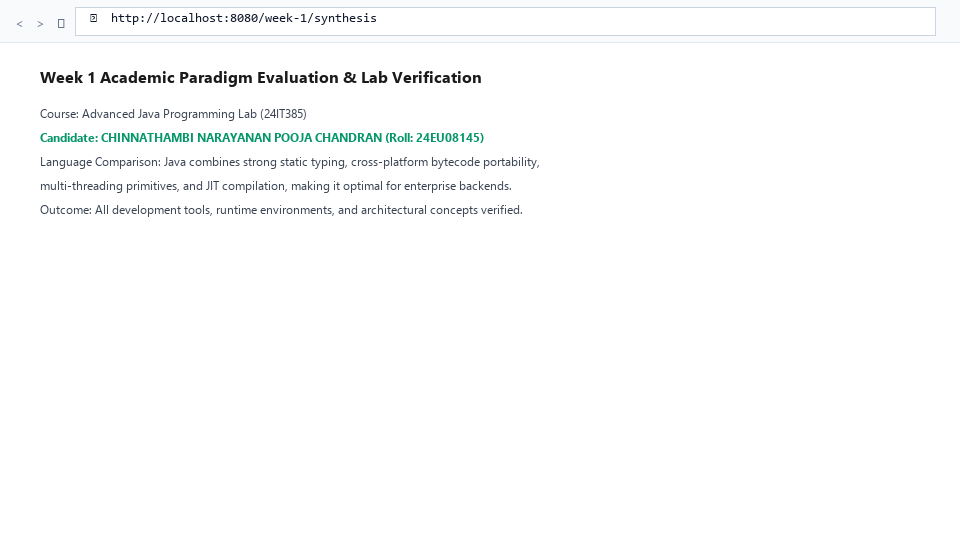 < > http://localhost:8080/week-1/synthesis
Week 1 Academic Paradigm Evaluation & Lab Verification
Course: Advanced Java Programming Lab (24IT385)
Candidate: CHINNATHAMBI NARAYANAN POOJA CHANDRAN (Roll: 24EU08145)
Language Comparison: Java combines strong static typing, cross-platform bytecode portability,
multi-threading primitives, and JIT compilation, making it optimal for enterprise backends.
Outcome: All development tools, runtime environments, and architectural concepts verified.